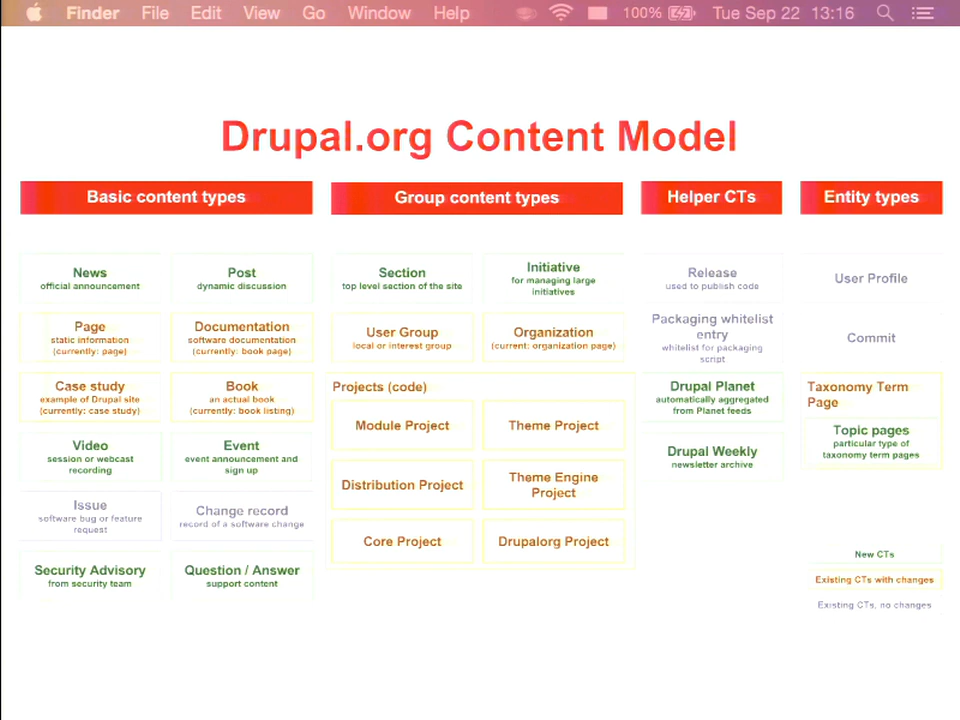 Finder File Edit View Go Window Help 100% Tue Sep 22 13:16
Drupal.org Content Model
Basic content types
News
official announcement
Post
dynamic discussion
Page
static information
(currently: page)
Documentation
software documentation
(currently: book page)
Case study
example of Drupal site
(currently: case study)
Book
an actual book
(currently: book listing)
Video
session or webcast
recording
Event
event announcement and
sign up
Issue
software bug or feature
request
Change record
record of a software change
Security Advisory
from security team
Question / Answer
support content
Group content types
Section
top level section of the site
Initiative
for managing large
initiatives
User Group
local or interest group
Organization
(current: organization page)
Projects (code)
Module Project
Theme Project
Distribution Project
Theme Engine
Project
Core Project
Drupalorg Project
Helper CTs
Release
used to publish code
Packaging whitelist
entry
whitelist for packaging
script
Drupal Planet
automatically aggregated
from Planet feeds
Drupal Weekly
newsletter archive
Entity types
User Profile
Commit
Taxonomy Term
Page
Topic pages
particular type of
taxonomy term pages
New CTs
Existing CTs with changes
Existing CTs, no changes